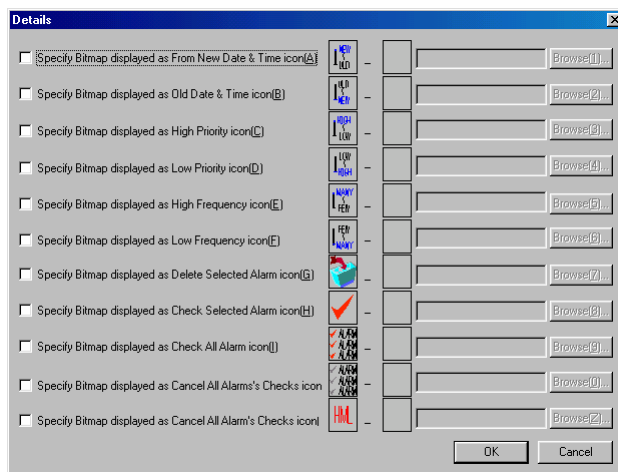 Details
Specify Bitmap displayed as From New Date & Time icon(A) NEW OLD Browse(1)...
Specify Bitmap displayed as Old Date & Time icon(B) OLD NEW Browse(2)...
Specify Bitmap displayed as High Priority icon(C) HIGH LOW Browse(3)...
Specify Bitmap displayed as Low Priority icon(D) LOW HIGH Browse(4)...
Specify Bitmap displayed as High Frequency icon(E) MANY FEW Browse(5)...
Specify Bitmap displayed as Low Frequency icon(F) FEW MANY Browse(6)...
Specify Bitmap displayed as Delete Selected Alarm icon(G) Browse(7)...
Specify Bitmap displayed as Check Selected Alarm icon(H) Browse(8)...
Specify Bitmap displayed as Check All Alarm icon(I) ALARM ALARM ALARM Browse(9)...
Specify Bitmap displayed as Cancel All Alarms's Checks icon ALARM ALARM ALARM Browse(0)...
Specify Bitmap displayed as Cancel All Alarm's Checks icon( HML Browse(Z)...
OK Cancel